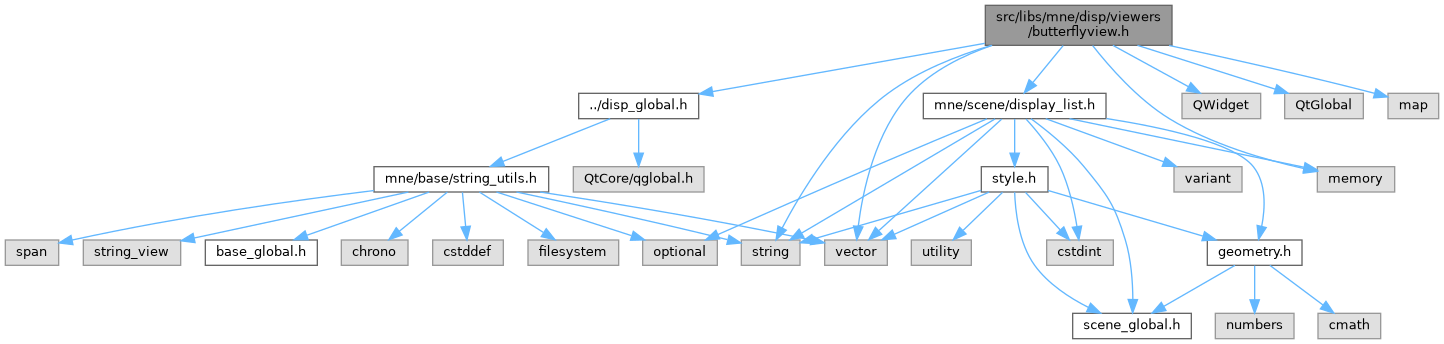 src/libs/mne/disp/viewers
/butterflyview.h
../disp_global.h
mne/scene/display_list.h
QWidget
QtGlobal
map
mne/base/string_utils.h
QtCore/qglobal.h
style.h
variant
memory
span
string_view
base_global.h
chrono
cstddef
filesystem
optional
string
vector
utility
cstdint
geometry.h
scene_global.h
numbers
cmath